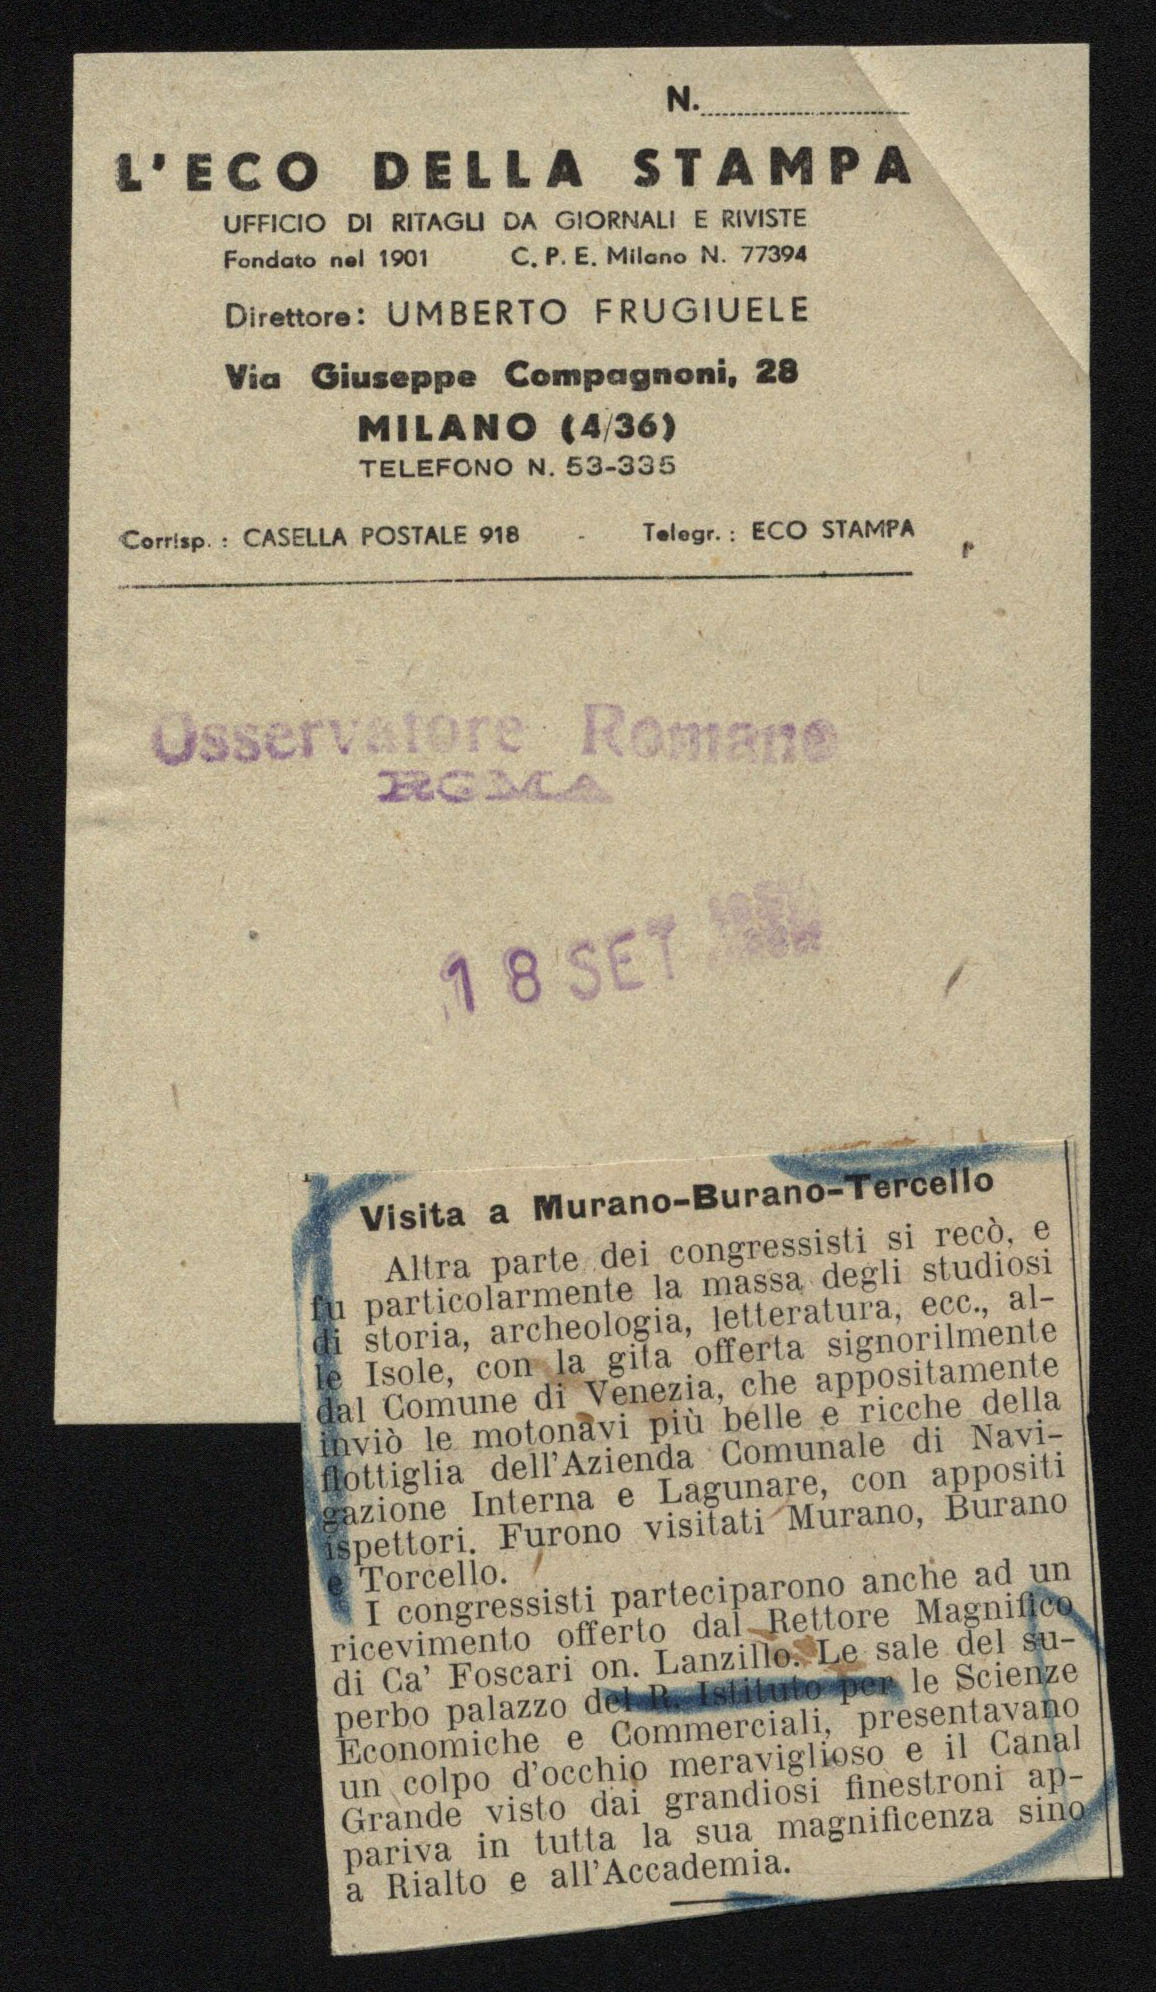 N.
L'ECO DELLA STAMPA
UFFICIO DI RITAGLI DA GIORNALI E RIVISTE
Fondato nel 1901 C. P. E. Milano N. 77394
Direttore: UMBERTO FRUGIUELE
Via Giuseppe Compagnoni, 28
MILANO (4/36)
TELEFONO N. 53-335
Corrisp.: CASELLA POSTALE 918 - Telegr.: ECO STAMPA
Osservatore Romano
ROMA
18 SET
Visita a Murano-Burano-Tercello
Altra parte dei congressisti si recò, e
fu particolarmente la massa degli studiosi
di storia, archeologia, letteratura, ecc., al-
le Isole, con la gita offerta signorilmente
dal Comune di Venezia, che appositamente
inviò le motonavi più belle e ricche della
flottiglia dell'Azienda Comunale di Navi-
gazione Interna e Lagunare, con appositi
ispettori. Furono visitati Murano, Burano
e Torcello.
I congressisti parteciparono anche ad un
ricevimento offerto dal Rettore Magnifico
di Ca' Foscari on. Lanzillo. Le sale del su-
perbo palazzo del R. Istituto per le Scienze
Economiche e Commerciali, presentavano
un colpo d'occhio meraviglioso e il Canal
Grande visto dai grandiosi finestroni ap-
pariva in tutta la sua magnificenza sino
a Rialto e all'Accademia.